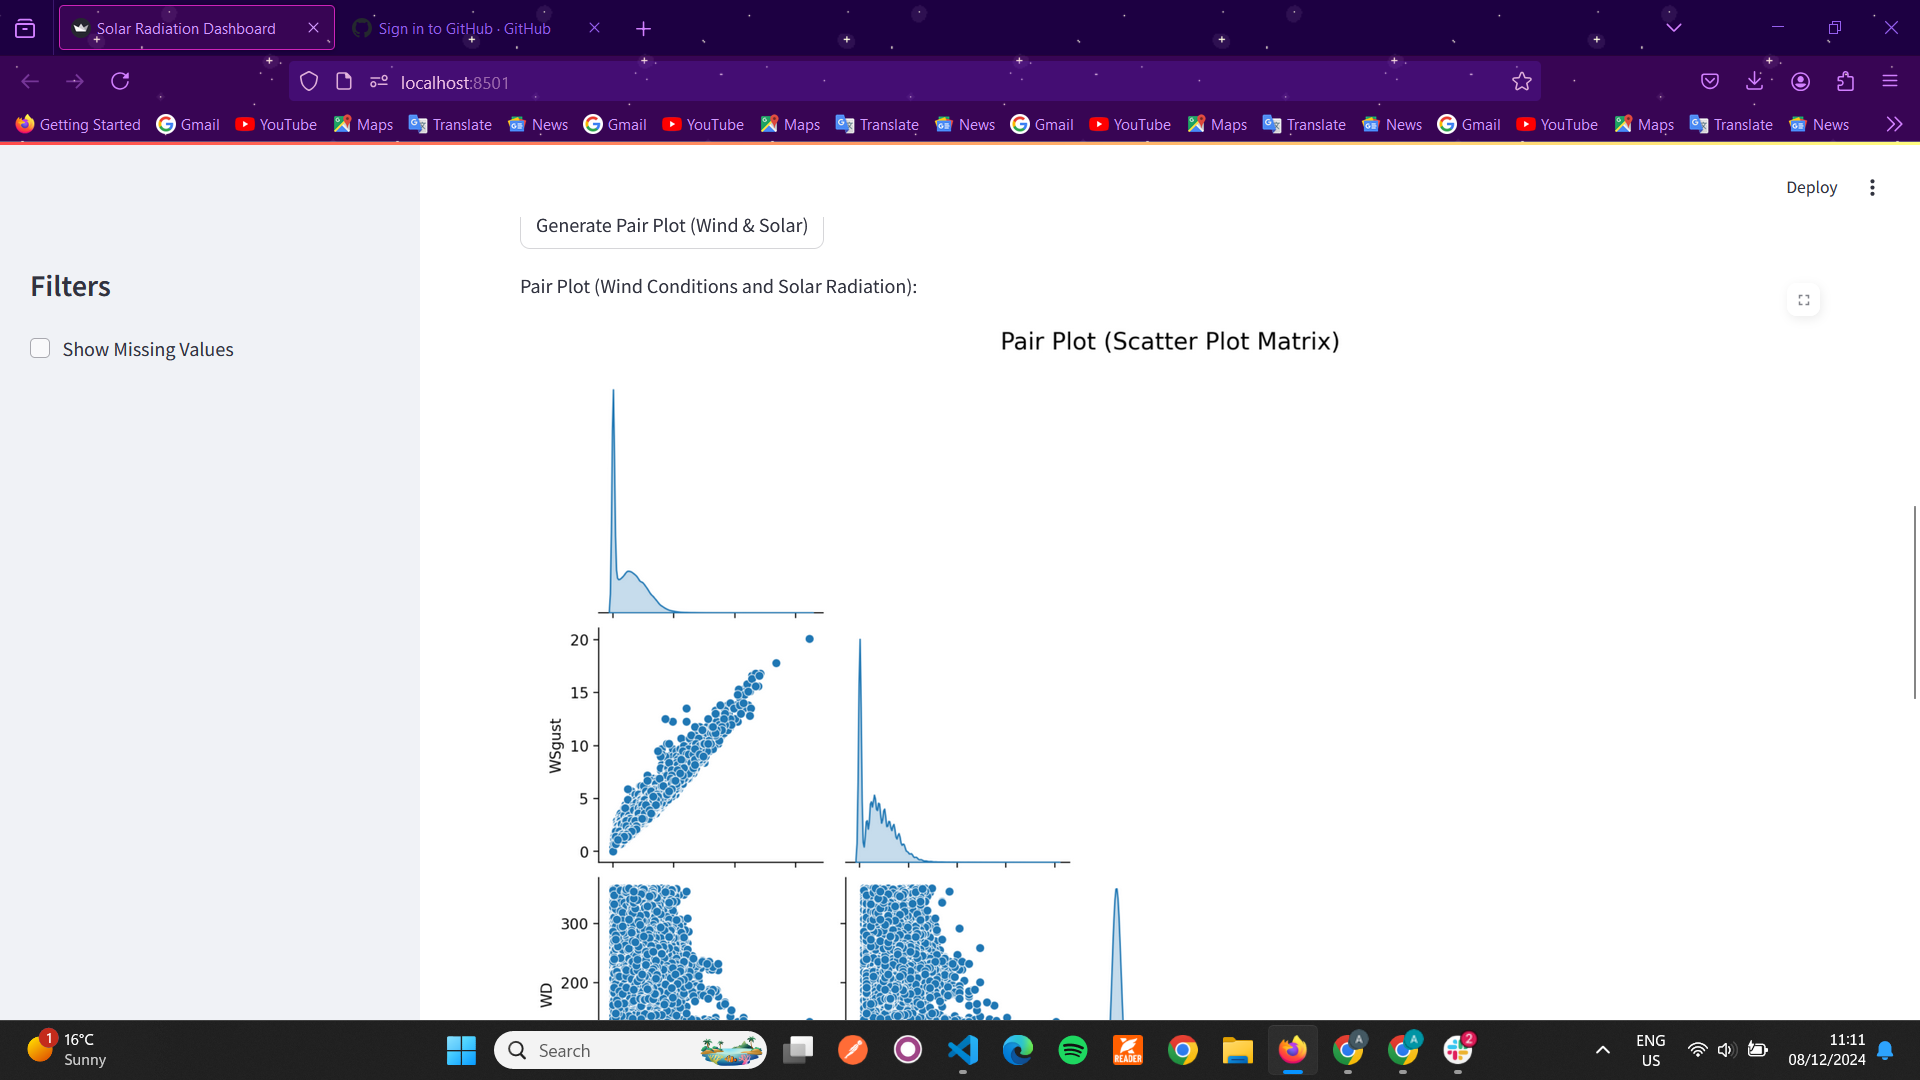 Solar Radiation Dashboard
Sign in to GitHub · GitHub
localhost:8501
Getting Started Gmail YouTube Maps Translate News Gmail YouTube Maps Translate News Gmail YouTube Maps Translate News Gmail YouTube Maps Translate News
Deploy
Generate Pair Plot (Wind & Solar)
Filters
Pair Plot (Wind Conditions and Solar Radiation):
Show Missing Values
Pair Plot (Scatter Plot Matrix)
20
15
10
5
0
WSgust
300
200
WD
1
16°C
Sunny
Search
READER
A
A
2
ENG
US
11:11
08/12/2024